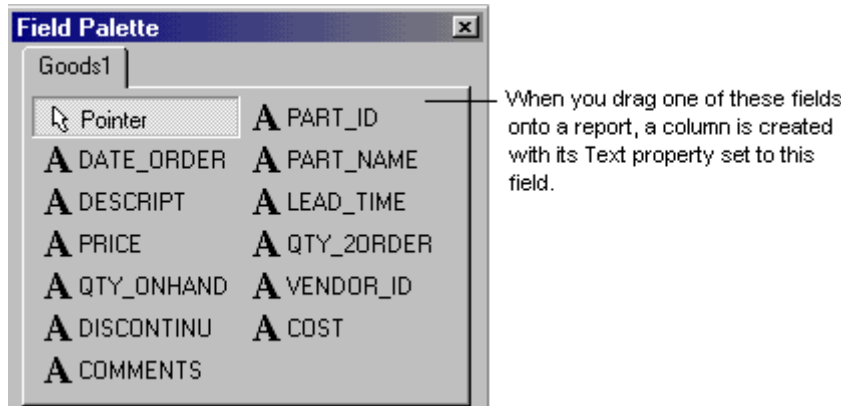 Field Palette
Goods1
Pointer
A PART_ID
A DATE_ORDER
A PART_NAME
A DESCRIPT
A LEAD_TIME
A PRICE
A QTY_2ORDER
A QTY_ONHAND
A VENDOR_ID
A DISCONTINU
A COST
A COMMENTS
When you drag one of these fields
onto a report, a column is created
with its Text property set to this
field.